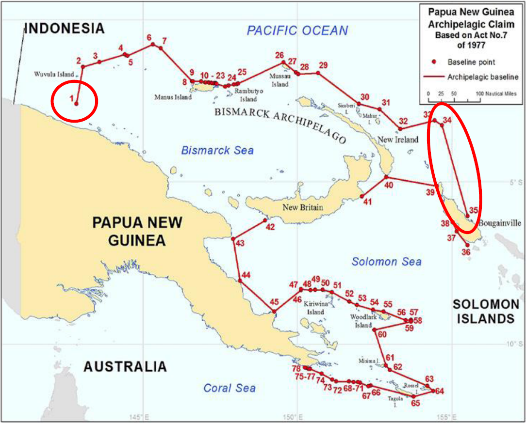 INDONESIA
PACIFIC OCEAN
Papua New Guinea
Archipelagic Claim
Based on Act No.7
of 1977
Baseline point
Archipelagic baseline
0 25 50 100 Nautical Miles
1
2
3
4
5
6
7
8
9
10
23
24
25
26
27
28
29
30
31
32
33
34
35
36
37
38
39
40
41
42
43
44
45
46
47
48
49
50
51
52
53
54
55
56
57
58
59
60
61
62
63
64
65
66
67
68-71
72
73
74
75-77
78
Wuvulu Island
Manus Island
Rambutyo
Island
Mussau
Island
BISMARCK ARCHIPELAGO
New Ireland
Bismarck Sea
New Britain
Bougainville
5°S
PAPUA NEW
GUINEA
Solomon Sea
SOLOMON
ISLANDS
Kiriwina
Island
Woodlark
Island
Misima
Rossel
Tagula
10°S
AUSTRALIA
Coral Sea
145°E
150°E
155°E